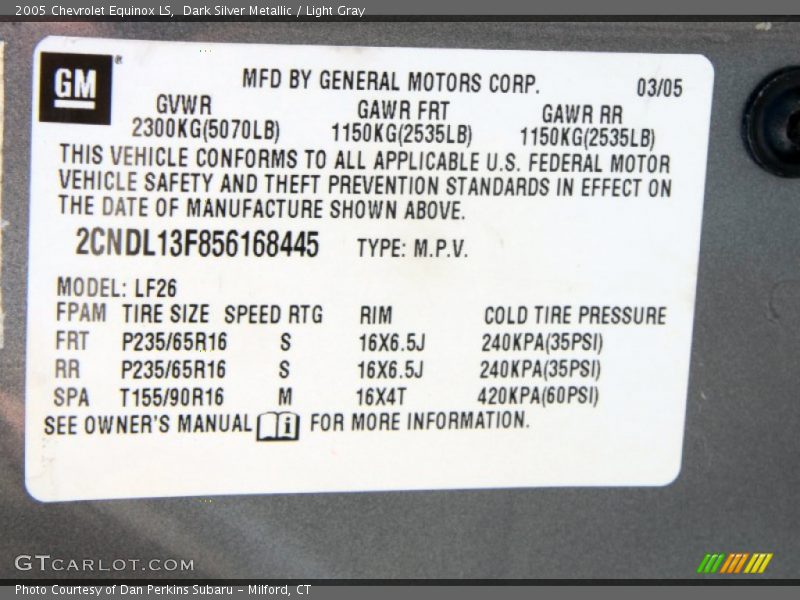 2005 Chevrolet Equinox LS,  Dark Silver Metallic / Light Gray
GM®
MFD BY GENERAL MOTORS CORP. 03/05
GVWR GAWR FRT GAWR RR
2300KG(5070LB) 1150KG(2535LB) 1150KG(2535LB)
THIS VEHICLE CONFORMS TO ALL APPLICABLE U.S. FEDERAL MOTOR
VEHICLE SAFETY AND THEFT PREVENTION STANDARDS IN EFFECT ON
THE DATE OF MANUFACTURE SHOWN ABOVE.
2CNDL13F856168445 TYPE: M.P.V.
MODEL: LF26
FPAM TIRE SIZE SPEED RTG RIM COLD TIRE PRESSURE
FRT P235/65R16 S 16X6.5J 240KPA(35PSI)
RR P235/65R16 S 16X6.5J 240KPA(35PSI)
SPA T155/90R16 M 16X4T 420KPA(60PSI)
SEE OWNER'S MANUAL i FOR MORE INFORMATION.
GTCARLOT.COM
Photo Courtesy of Dan Perkins Subaru - Milford, CT